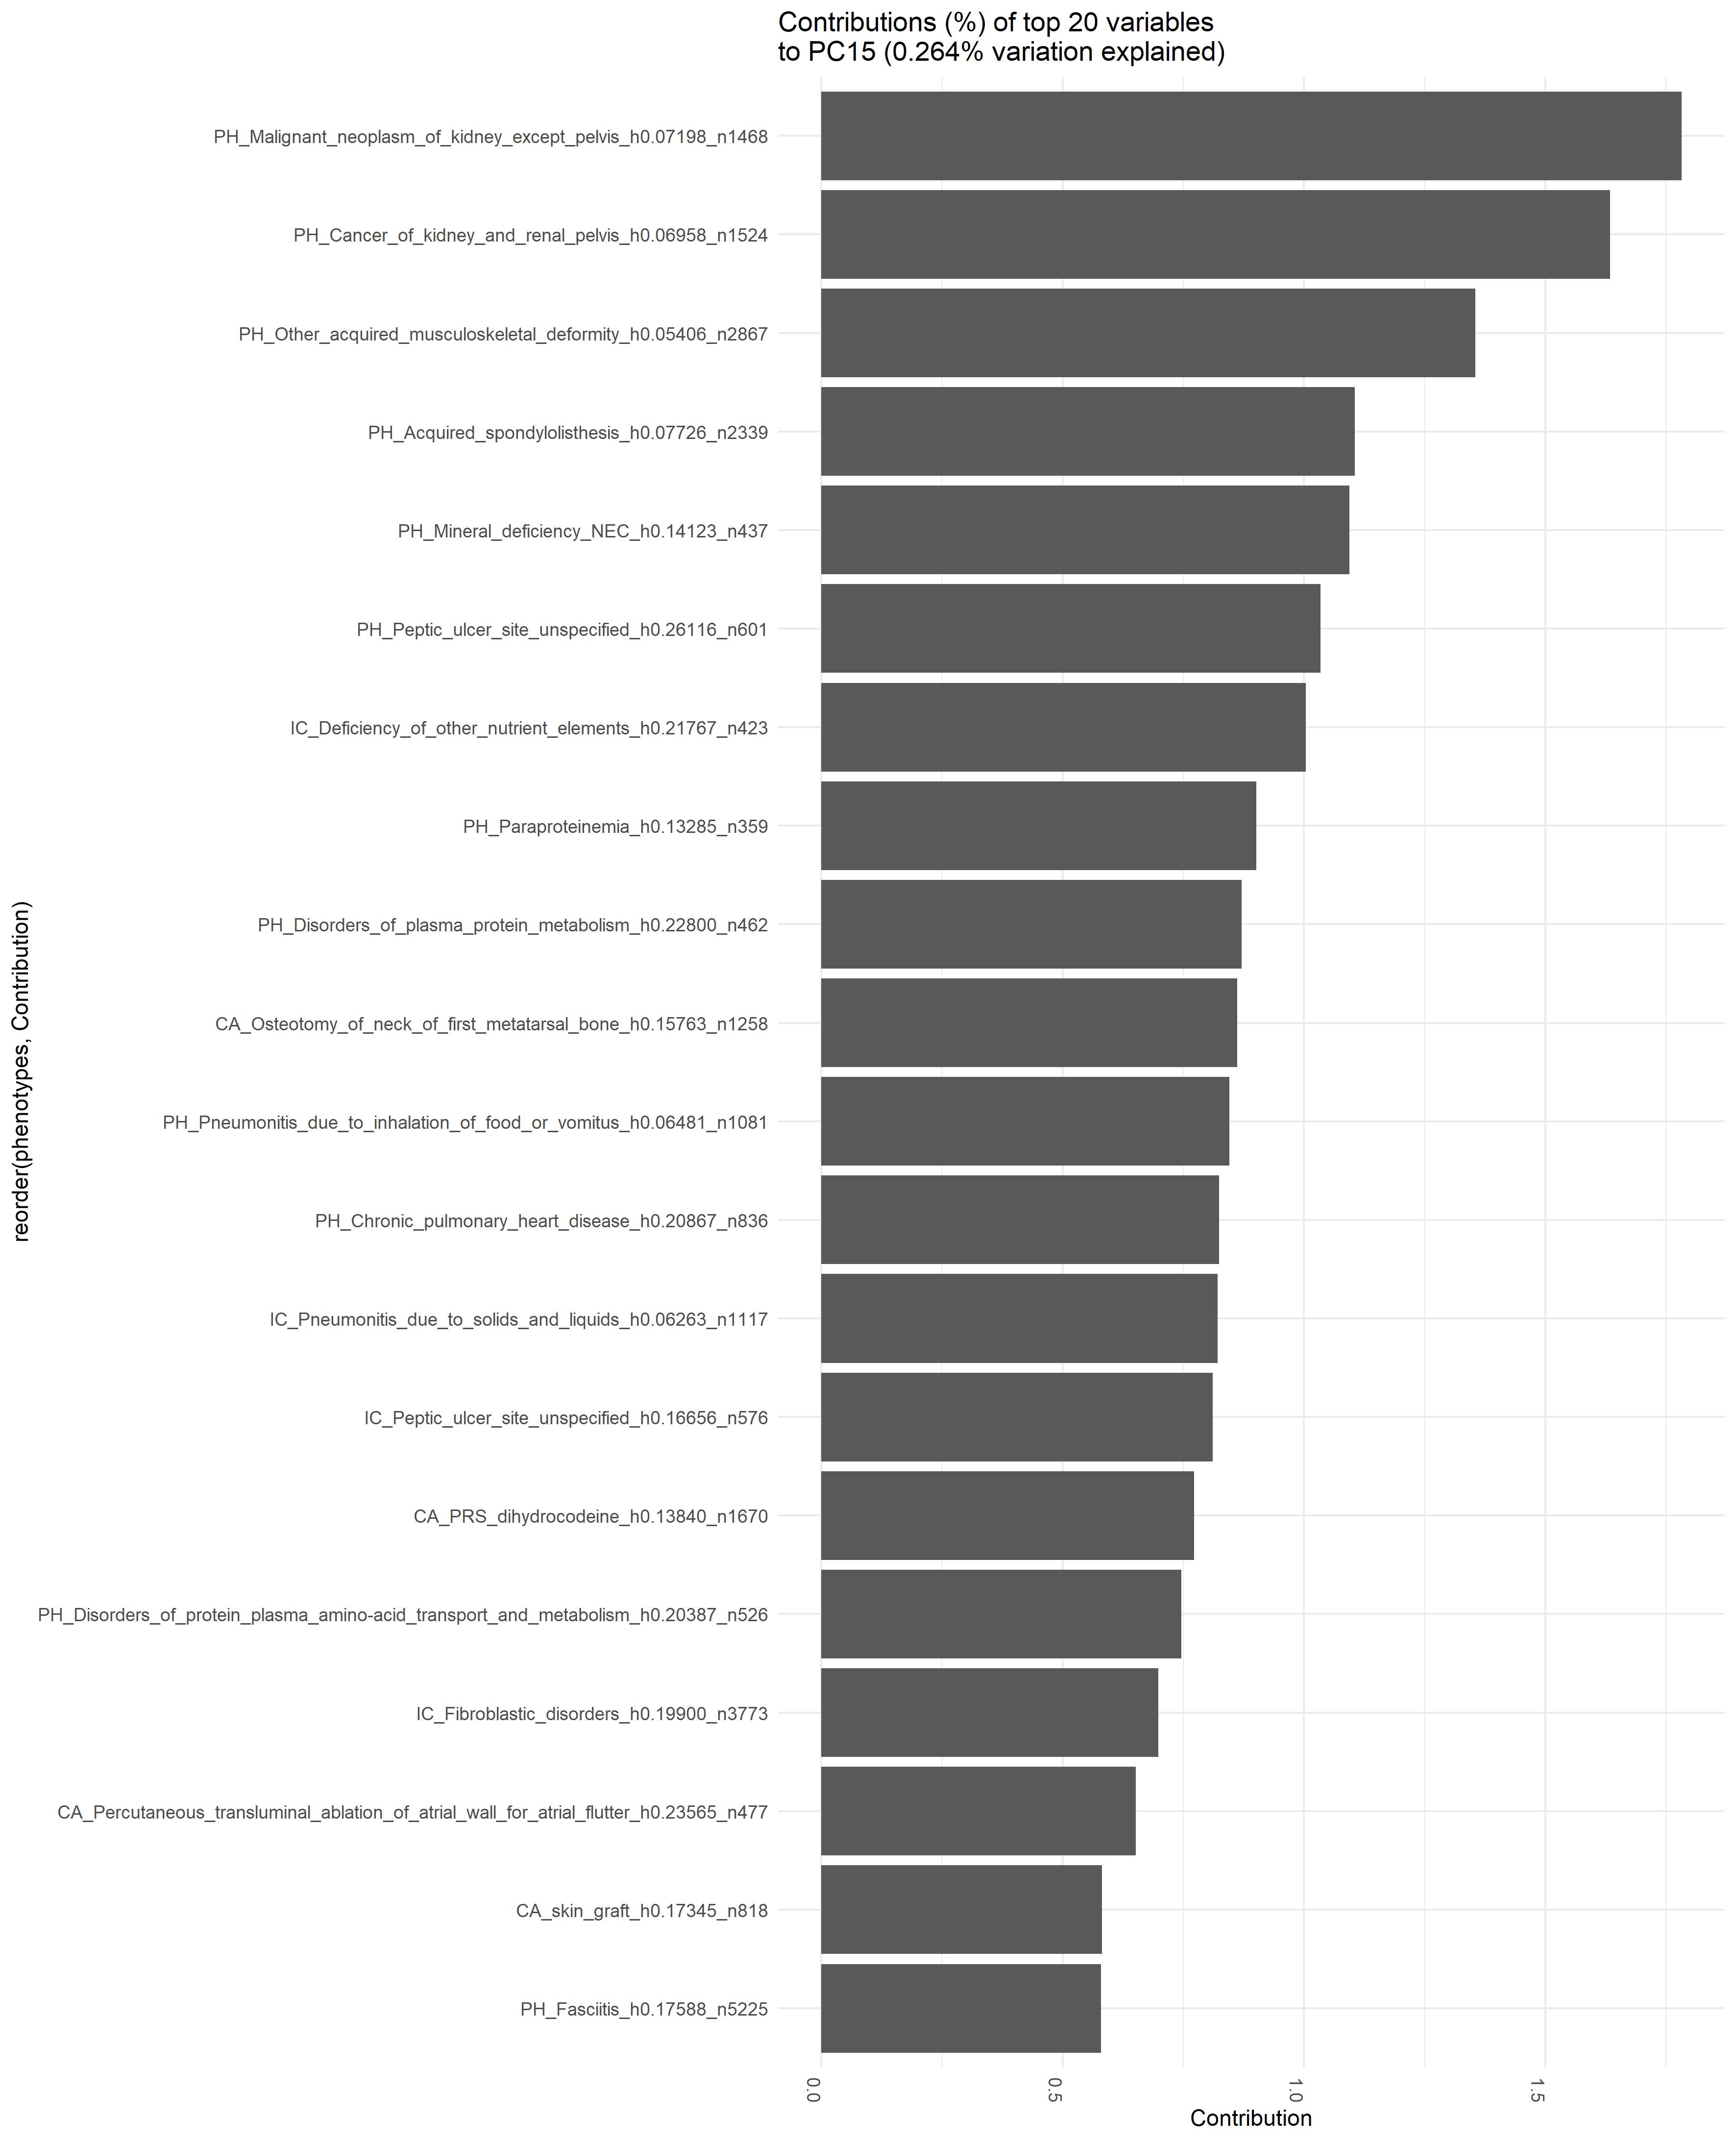 Contributions (%) of top 20 variables
to PC15 (0.264% variation explained)
PH_Malignant_neoplasm_of_kidney_except_pelvis_h0.07198_n1468
PH_Cancer_of_kidney_and_renal_pelvis_h0.06958_n1524
PH_Other_acquired_musculoskeletal_deformity_h0.05406_n2867
PH_Acquired_spondylolisthesis_h0.07726_n2339
PH_Mineral_deficiency_NEC_h0.14123_n437
PH_Peptic_ulcer_site_unspecified_h0.26116_n601
IC_Deficiency_of_other_nutrient_elements_h0.21767_n423
PH_Paraproteinemia_h0.13285_n359
PH_Disorders_of_plasma_protein_metabolism_h0.22800_n462
CA_Osteotomy_of_neck_of_first_metatarsal_bone_h0.15763_n1258
PH_Pneumonitis_due_to_inhalation_of_food_or_vomitus_h0.06481_n1081
PH_Chronic_pulmonary_heart_disease_h0.20867_n836
IC_Pneumonitis_due_to_solids_and_liquids_h0.06263_n1117
IC_Peptic_ulcer_site_unspecified_h0.16656_n576
CA_PRS_dihydrocodeine_h0.13840_n1670
PH_Disorders_of_protein_plasma_amino-acid_transport_and_metabolism_h0.20387_n526
IC_Fibroblastic_disorders_h0.19900_n3773
CA_Percutaneous_transluminal_ablation_of_atrial_wall_for_atrial_flutter_h0.23565_n477
CA_skin_graft_h0.17345_n818
PH_Fasciitis_h0.17588_n5225
reorder(phenotypes, Contribution)
0.0
0.5
1.0
1.5
Contribution